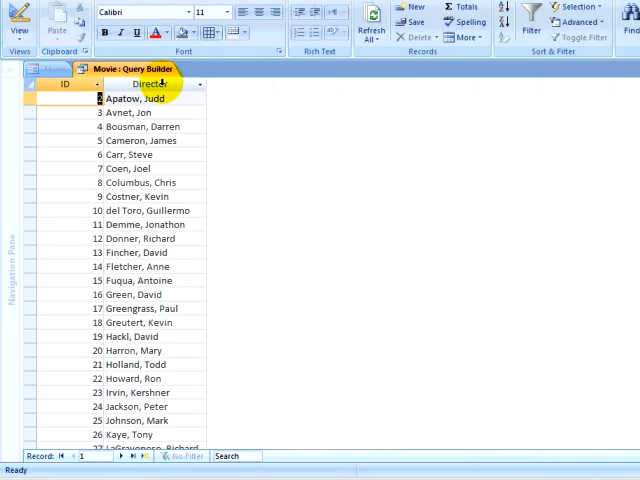 Calibri 11 New Totals Selection
Save Spelling Advanced
View Paste B I U A Refresh All Delete More Filter Toggle Filter Find
Views Clipboard Font Rich Text Records Sort & Filter
Movie : Query Builder
ID Director
2 Apatow, Judd
3 Avnet, Jon
4 Bousman, Darren
5 Cameron, James
6 Carr, Steve
7 Coen, Joel
8 Columbus, Chris
9 Costner, Kevin
10 del Toro, Guillermo
11 Demme, Jonathon
12 Donner, Richard
13 Fincher, David
14 Fletcher, Anne
15 Fuqua, Antoine
16 Green, David
17 Greengrass, Paul
18 Greutert, Kevin
19 Hackl, David
20 Harron, Mary
21 Holland, Todd
22 Howard, Ron
23 Irvin, Kershner
24 Jackson, Peter
25 Johnson, Mark
26 Kaye, Tony
27 LaGravenese, Richard
Navigation Pane
Record: 1 No Filter Search
Ready